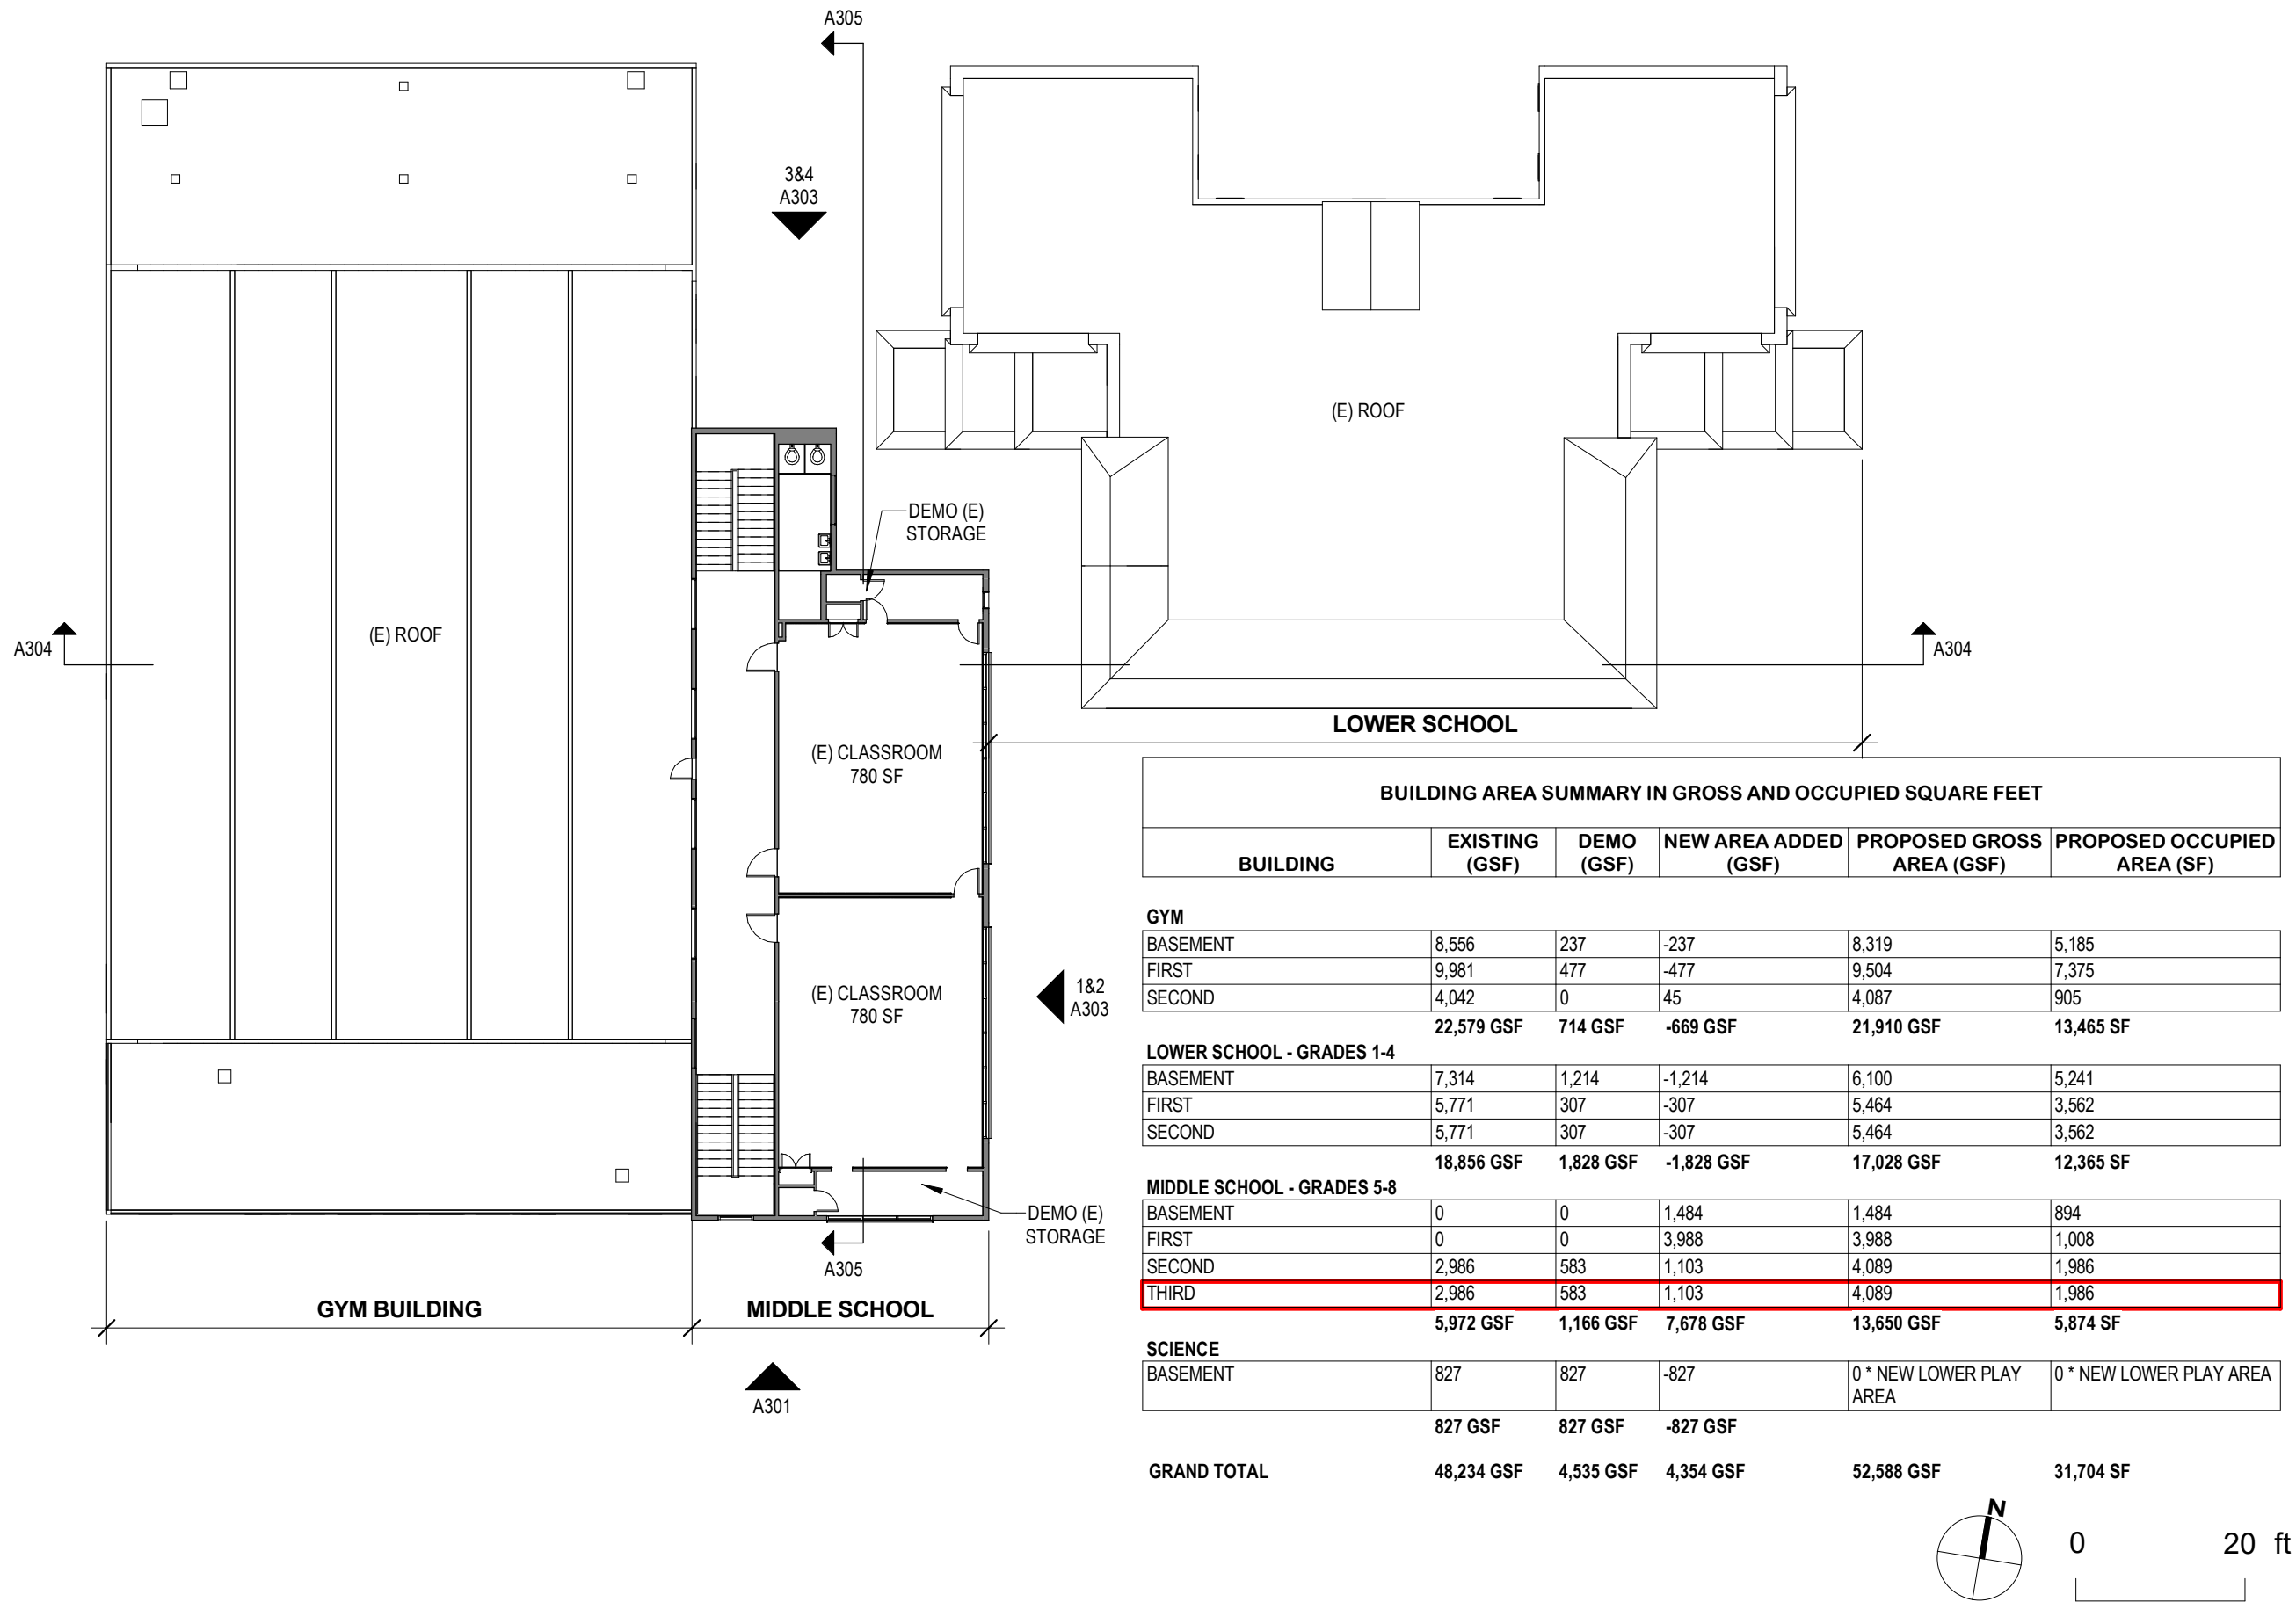 A305
3&4
A303
DEMO (E)
STORAGE
(E) ROOF
(E) ROOF
A304
A304
LOWER SCHOOL
(E) CLASSROOM
780 SF
(E) CLASSROOM
780 SF
1&2
A303
DEMO (E)
STORAGE
A305
GYM BUILDING
MIDDLE SCHOOL
A301
BUILDING AREA SUMMARY IN GROSS AND OCCUPIED SQUARE FEET
BUILDING EXISTING (GSF) DEMO (GSF) NEW AREA ADDED (GSF) PROPOSED GROSS AREA (GSF) PROPOSED OCCUPIED AREA (SF)
GYM
BASEMENT 8,556 237 -237 8,319 5,185
FIRST 9,981 477 -477 9,504 7,375
SECOND 4,042 0 45 4,087 905
22,579 GSF 714 GSF -669 GSF 21,910 GSF 13,465 SF
LOWER SCHOOL - GRADES 1-4
BASEMENT 7,314 1,214 -1,214 6,100 5,241
FIRST 5,771 307 -307 5,464 3,562
SECOND 5,771 307 -307 5,464 3,562
18,856 GSF 1,828 GSF -1,828 GSF 17,028 GSF 12,365 SF
MIDDLE SCHOOL - GRADES 5-8
BASEMENT 0 0 1,484 1,484 894
FIRST 0 0 3,988 3,988 1,008
SECOND 2,986 583 1,103 4,089 1,986
THIRD 2,986 583 1,103 4,089 1,986
5,972 GSF 1,166 GSF 7,678 GSF 13,650 GSF 5,874 SF
SCIENCE
BASEMENT 827 827 -827 0 * NEW LOWER PLAY AREA 0 * NEW LOWER PLAY AREA
827 GSF 827 GSF -827 GSF
GRAND TOTAL 48,234 GSF 4,535 GSF 4,354 GSF 52,588 GSF 31,704 SF
N
0 20 ft